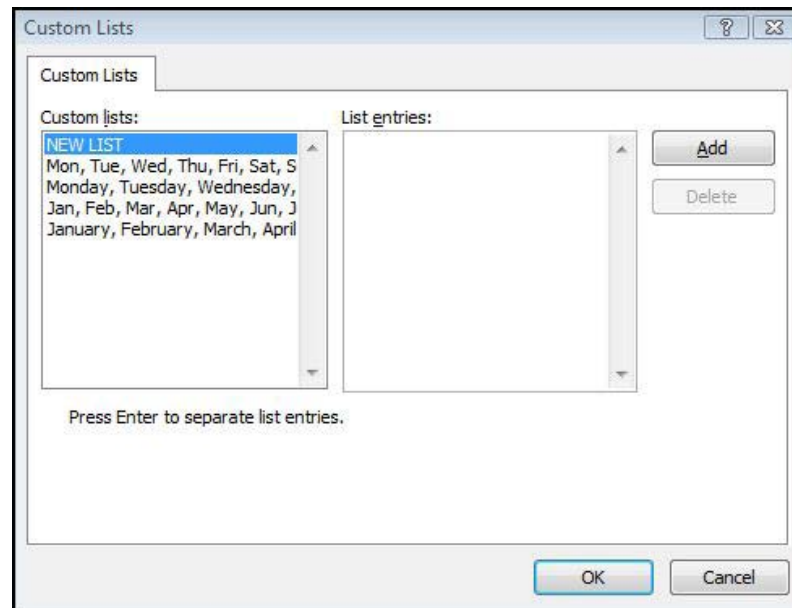 Custom Lists
Custom Lists
Custom lists:
NEW LIST
Mon, Tue, Wed, Thu, Fri, Sat, S
Monday, Tuesday, Wednesday,
Jan, Feb, Mar, Apr, May, Jun, J
January, February, March, April
List entries:
Add
Delete
Press Enter to separate list entries.
OK
Cancel